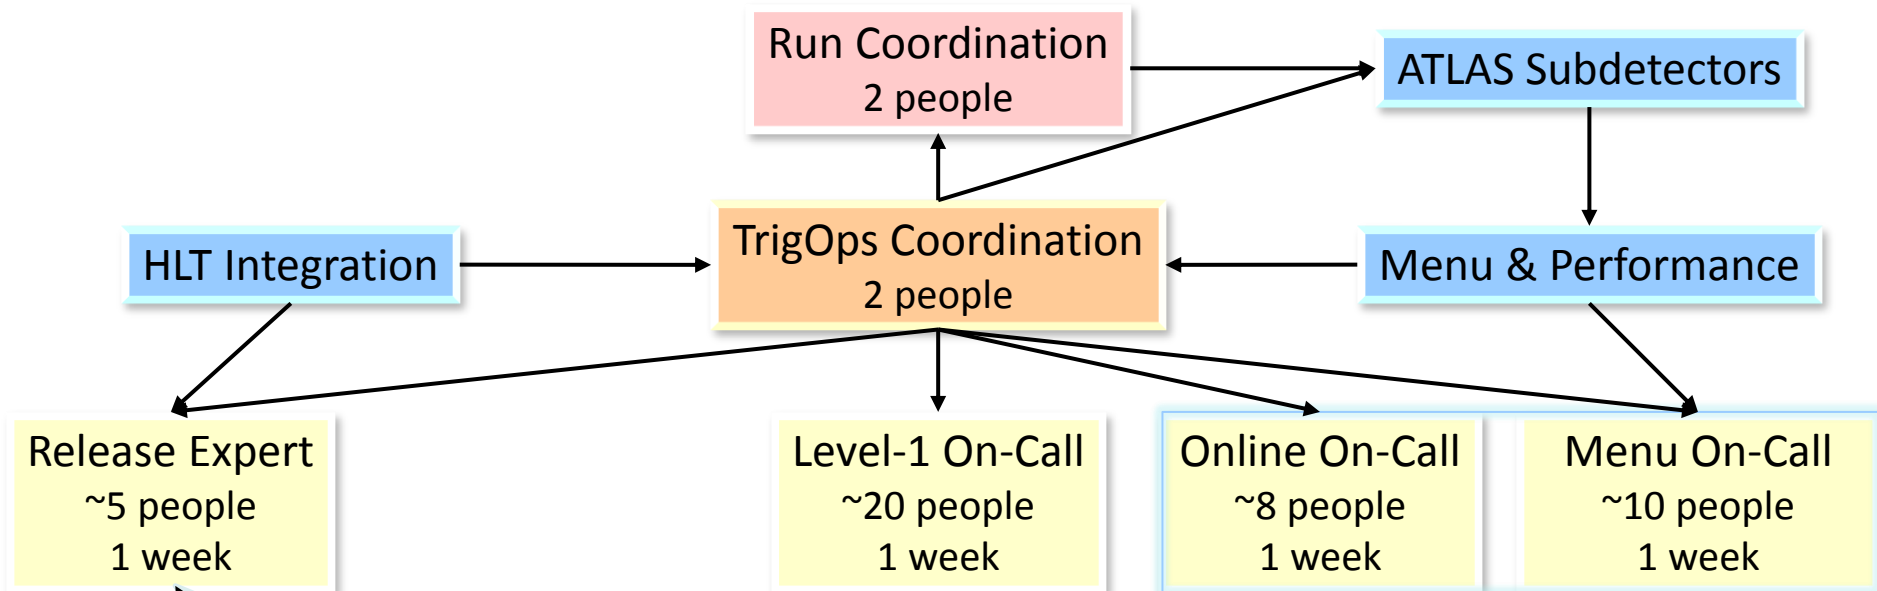 Run Coordination
2 people
ATLAS Subdetectors
HLT Integration
TrigOps Coordination
2 people
Menu & Performance
Release Expert
~5 people
1 week
Level-1 On-Call
~20 people
1 week
Online On-Call
~8 people
1 week
Menu On-Call
~10 people
1 week